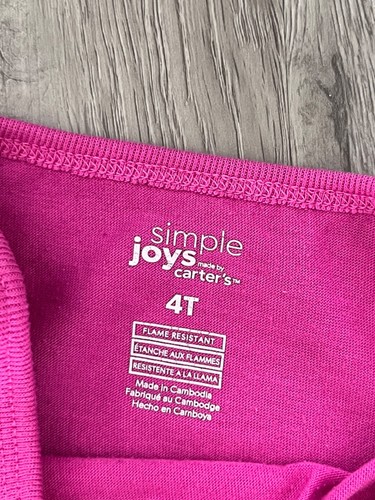 simple
joys made by
carter's™
4T
FLAME RESISTANT
ÉTANCHE AUX FLAMMES
RESISTENTE A LA LLAMA
Made in Cambodia
Fabriqué au Cambodge
Hecho en Camboya